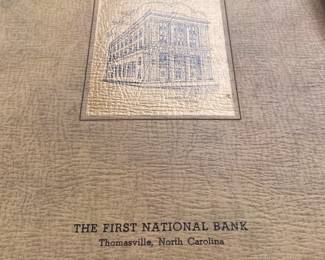 THE FIRST NATIONAL BANK
Thomasville, North Carolina